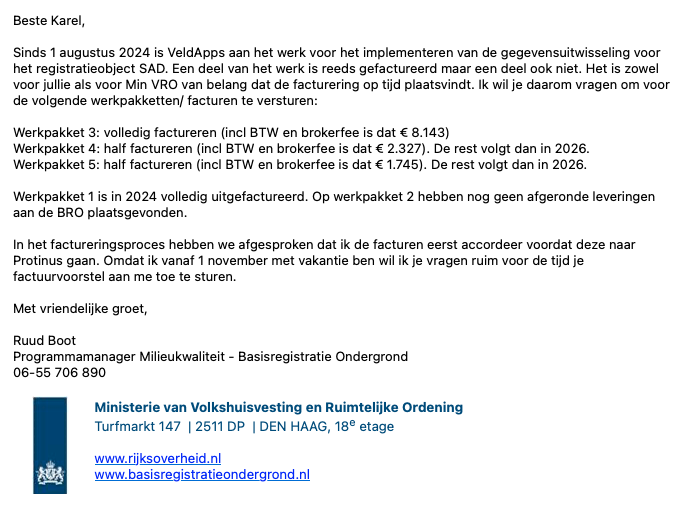 Beste Karel,
Sinds 1 augustus 2024 is VeldApps aan het werk voor het implementeren van de gegevensuitwisseling voor
het registratieobject SAD. Een deel van het werk is reeds gefactureerd maar een deel ook niet. Het is zowel
voor jullie als voor Min VRO van belang dat de facturering op tijd plaatsvindt. Ik wil je daarom vragen om voor
de volgende werkpakketten/ facturen te versturen:
Werkpakket 3: volledig factureren (incl BTW en brokerfee is dat € 8.143)
Werkpakket 4: half factureren (incl BTW en brokerfee is dat € 2.327). De rest volgt dan in 2026.
Werkpakket 5: half factureren (incl BTW en brokerfee is dat € 1.745). De rest volgt dan in 2026.
Werkpakket 1 is in 2024 volledig uitgefactureerd. Op werkpakket 2 hebben nog geen afgeronde leveringen
aan de BRO plaatsgevonden.
In het factureringsproces hebben we afgesproken dat ik de facturen eerst accordeer voordat deze naar
Protinus gaan. Omdat ik vanaf 1 november met vakantie ben wil ik je vragen ruim voor de tijd je
factuurvoorstel aan me toe te sturen.
Met vriendelijke groet,
Ruud Boot
Programmamanager Milieukwaliteit - Basisregistratie Ondergrond
06-55 706 890
Ministerie van Volkshuisvesting en Ruimtelijke Ordening
Turfmarkt 147 | 2511 DP | DEN HAAG, 18e etage
www.rijksoverheid.nl
www.basisregistratieondergrond.nl